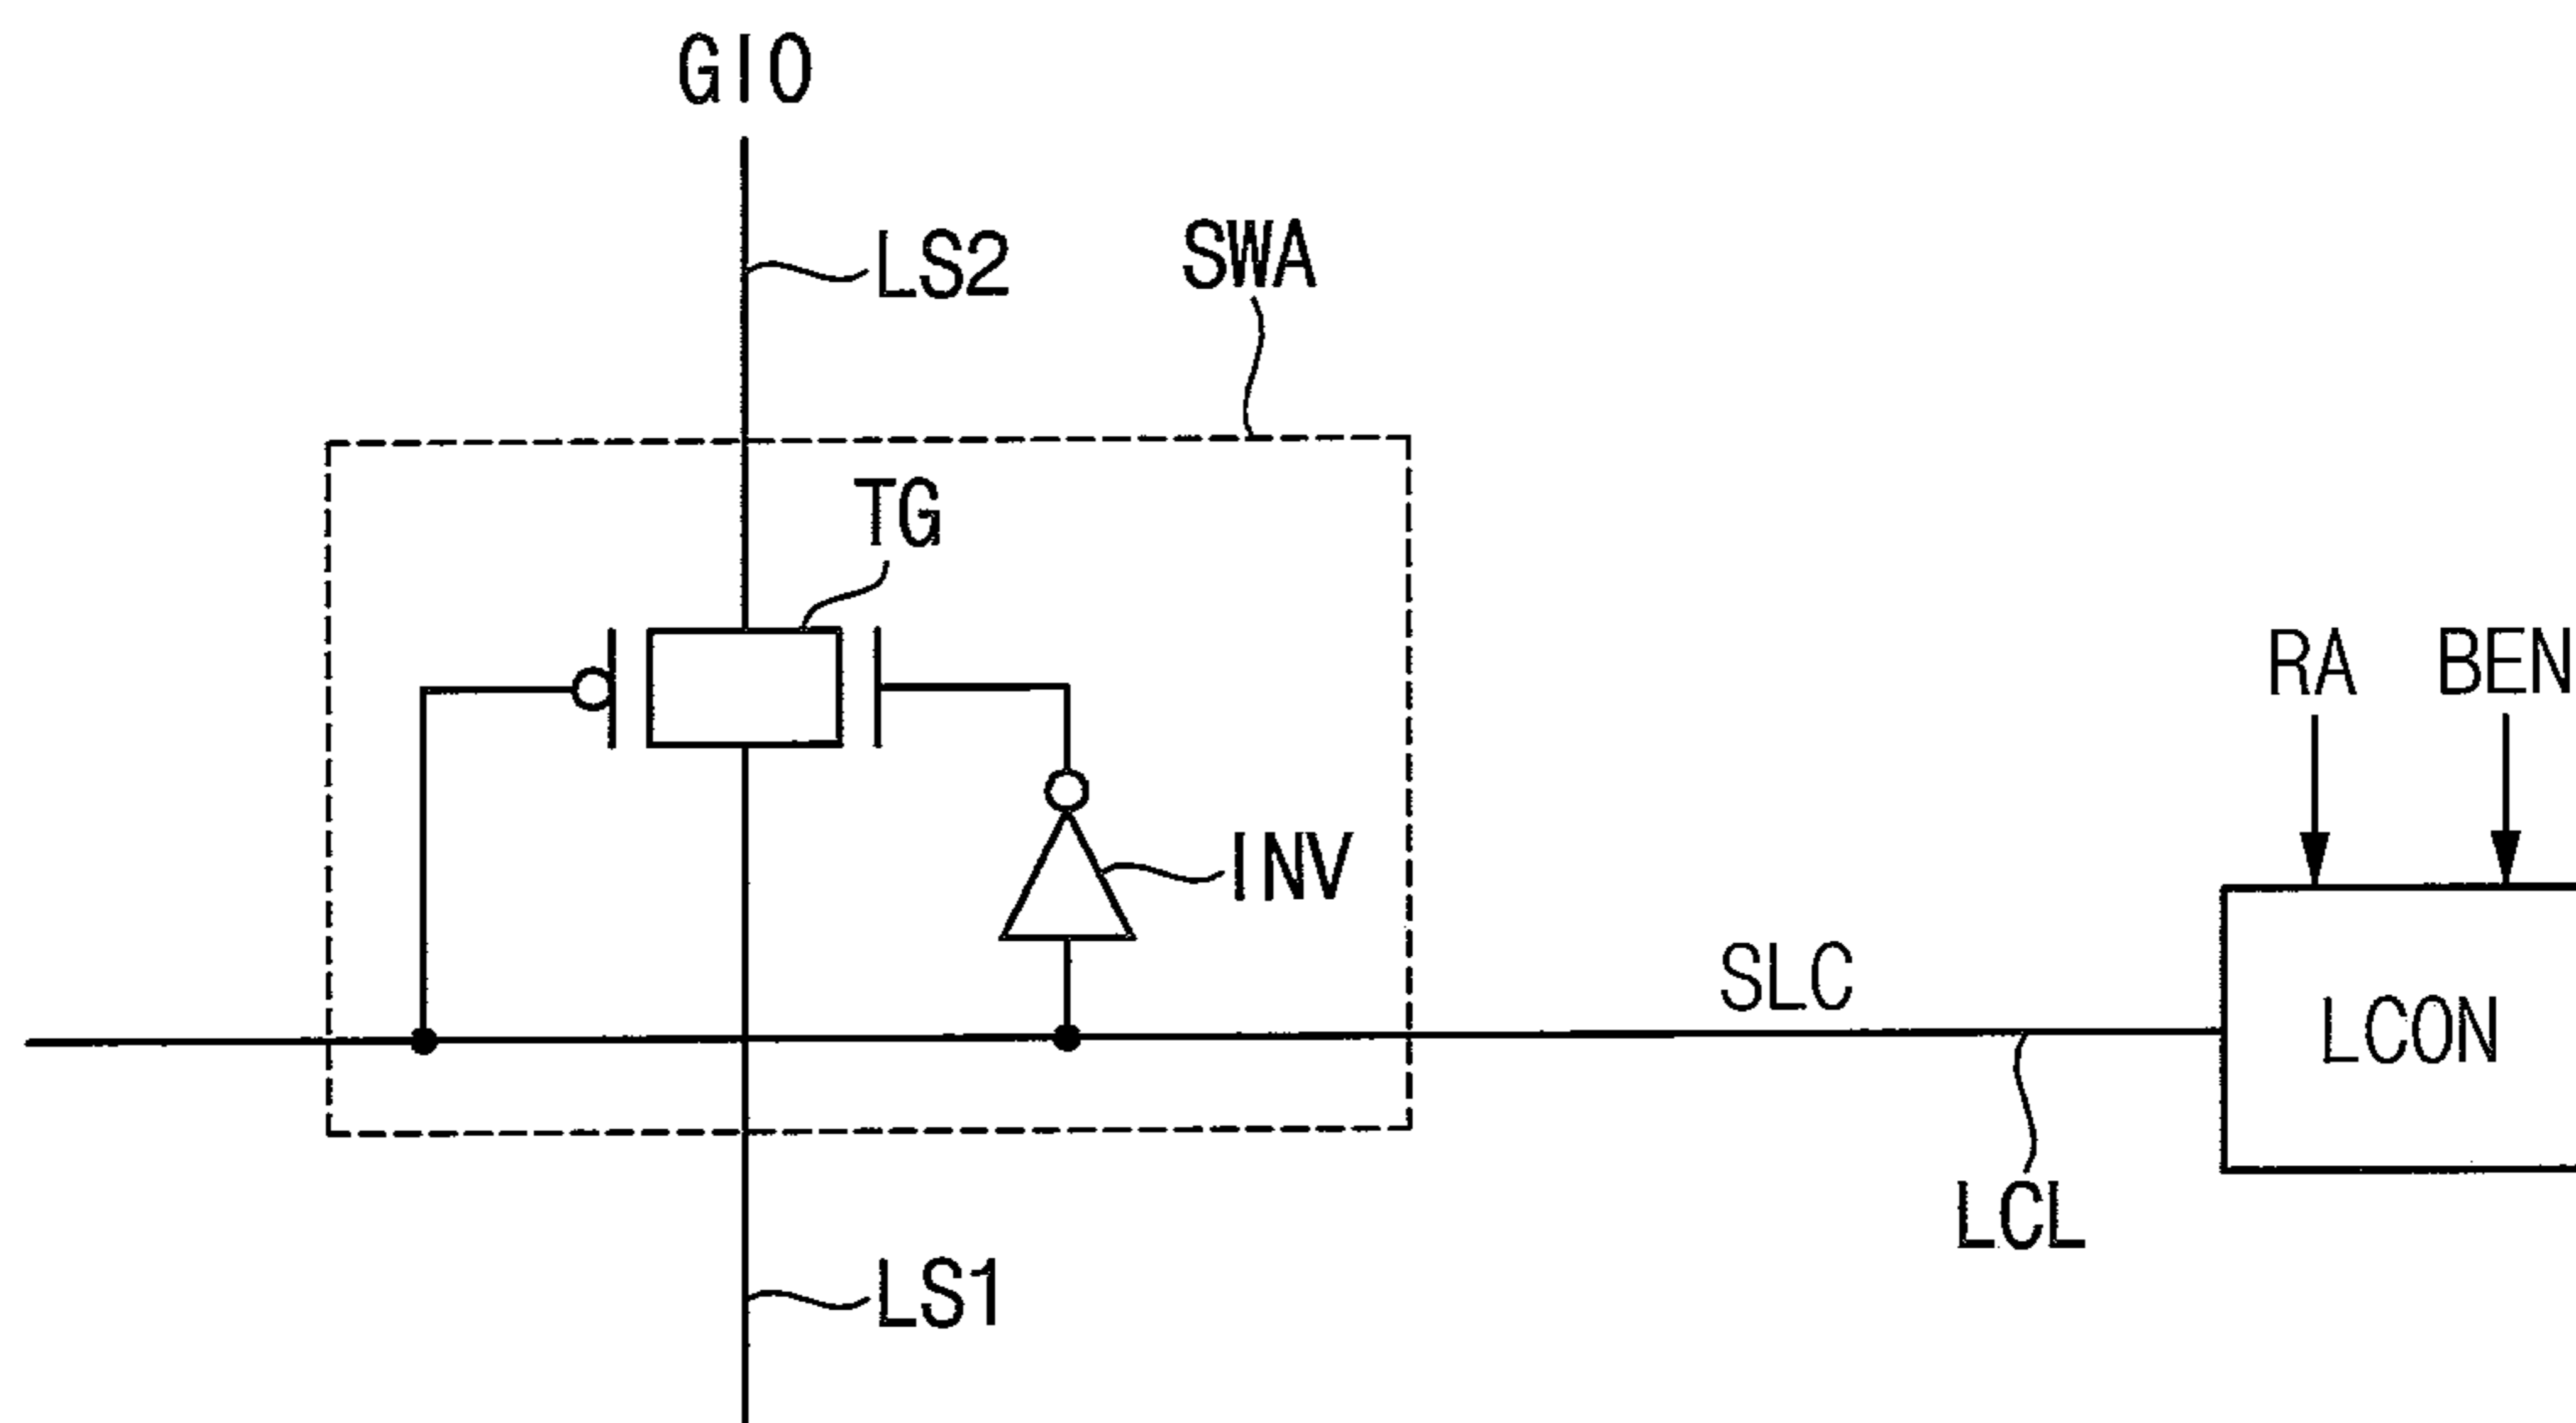 GIO
LS2
SWA
TG
RA
BEN
INV
SLC
LCON
LCL
LS1